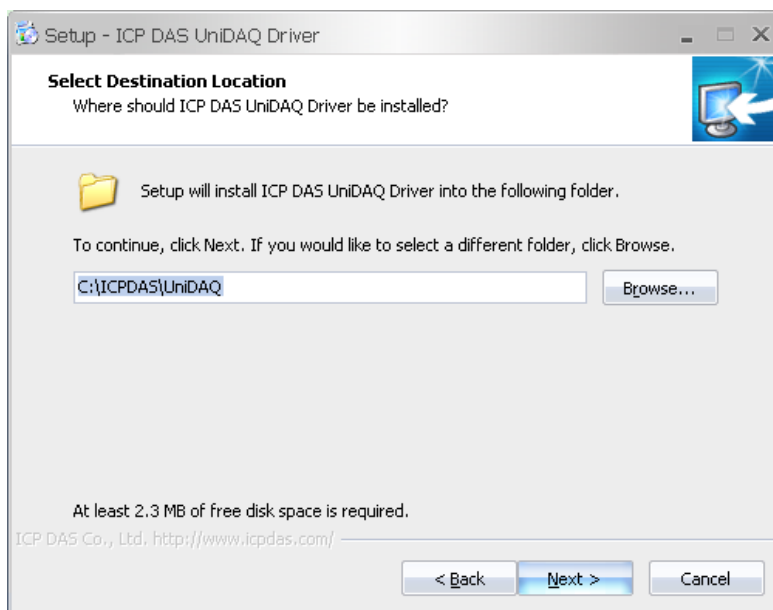 Setup - ICP DAS UniDAQ Driver
Select Destination Location
Where should ICP DAS UniDAQ Driver be installed?
Setup will install ICP DAS UniDAQ Driver into the following folder.
To continue, click Next. If you would like to select a different folder, click Browse.
C:\ICPDAS\UniDAQ
Browse...
At least 2.3 MB of free disk space is required.
ICP DAS Co., Ltd. http://www.icpdas.com/
< Back
Next >
Cancel